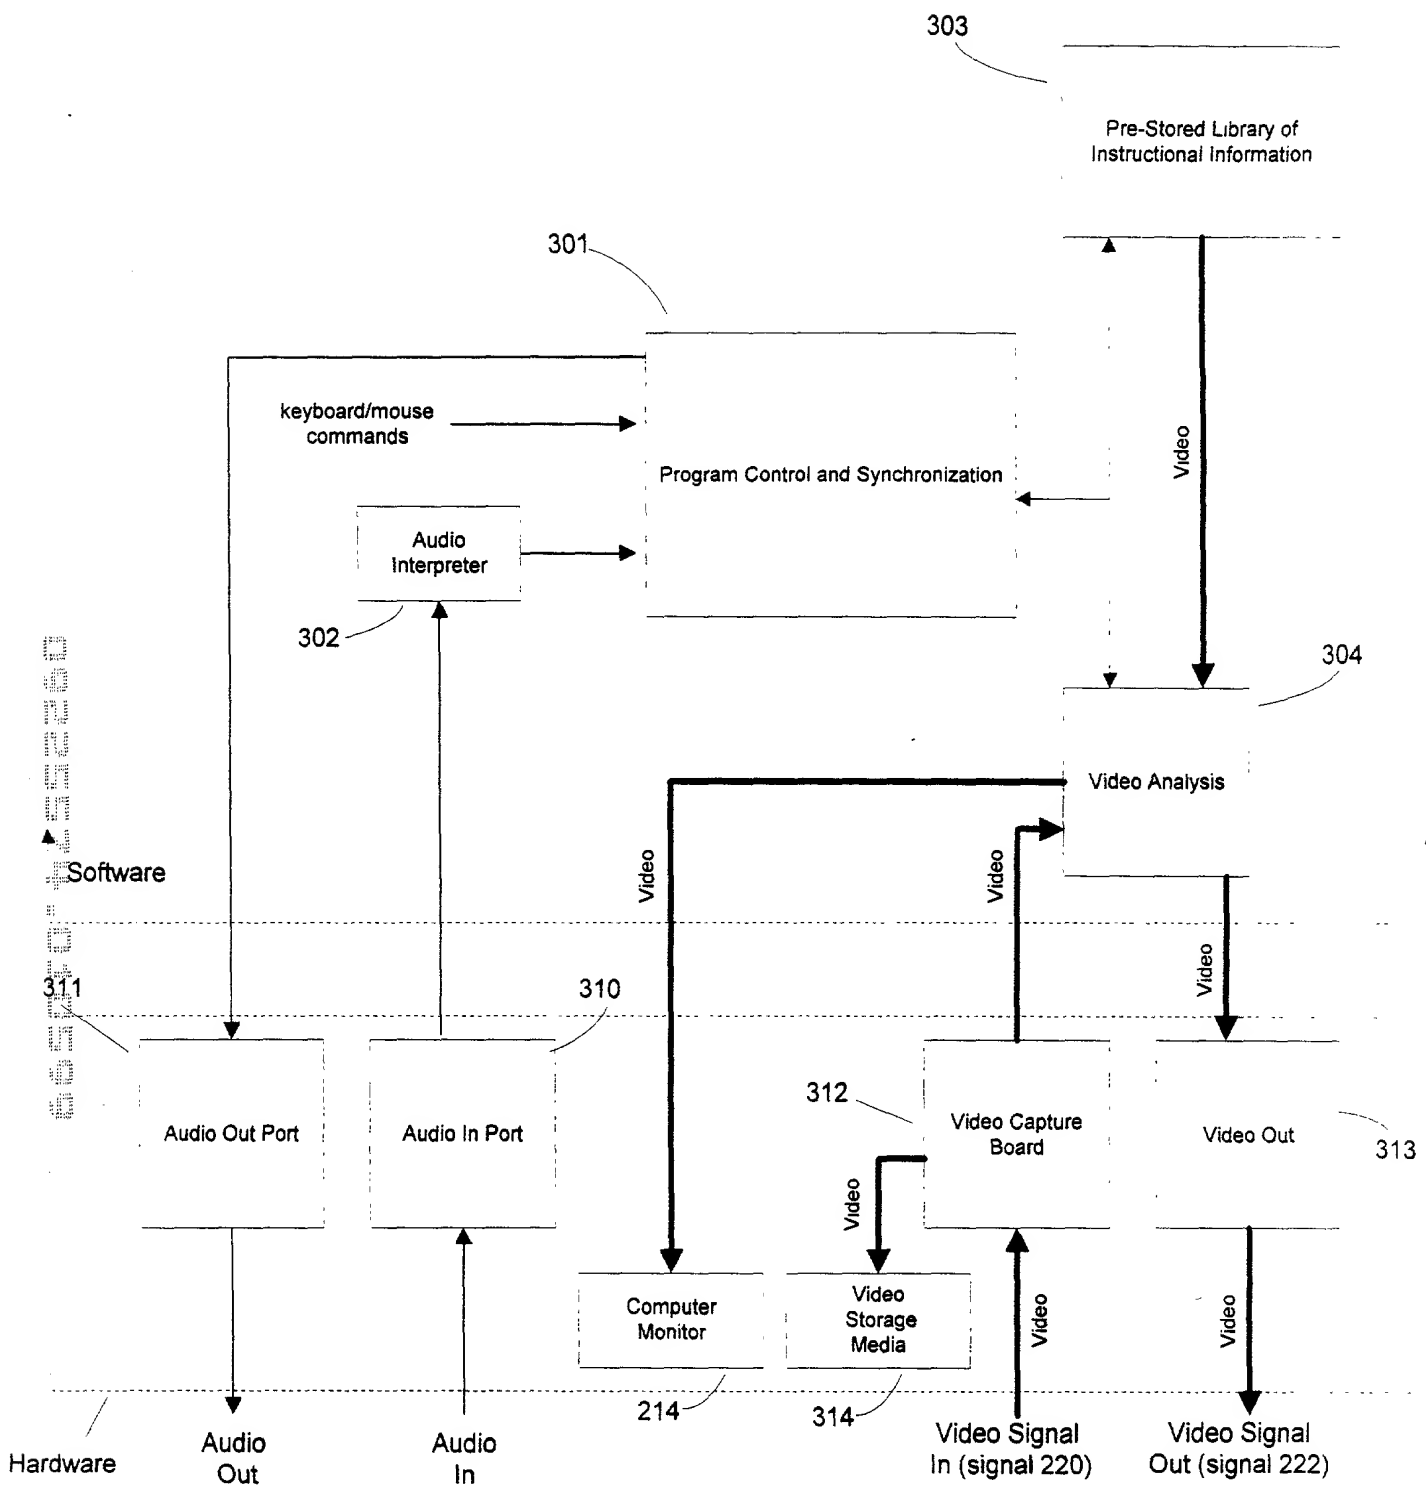 303
Pre-Stored Library of
Instructional Information
301
keyboard/mouse
commands
Video
Program Control and Synchronization
Audio
Interpreter
302
304
Video Analysis
Software
Video
Video
Video
311
310
312
Audio Out Port
Audio In Port
Video Capture
Board
Video Out
313
Video
Computer
Monitor
Video
Storage
Media
Video
Video
214
314
Hardware
Audio
Out
Audio
In
Video Signal
In (signal 220)
Video Signal
Out (signal 222)